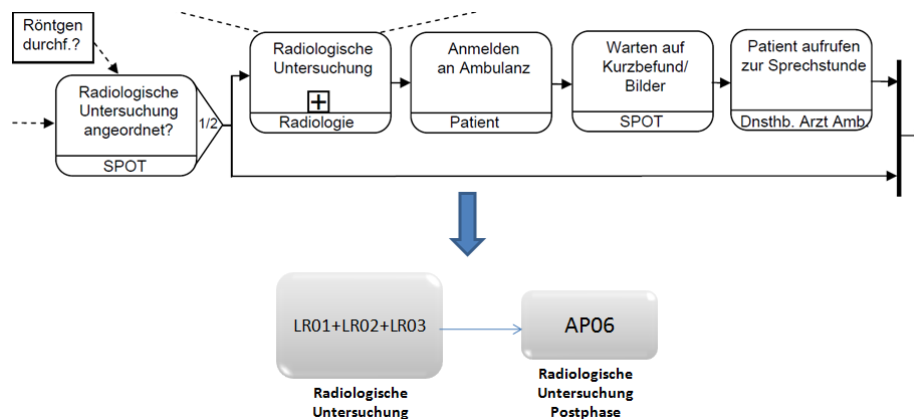 Röntgen
durchf.?
Radiologische
Untersuchung
angeordnet?
SPOT
1/2
Radiologische
Untersuchung
Radiologie
Anmelden
an Ambulanz
Patient
Warten auf
Kurzbefund/
Bilder
SPOT
Patient aufrufen
zur Sprechstunde
Dnsthb. Arzt Amb.
LR01+LR02+LR03
Radiologische
Untersuchung
AP06
Radiologische
Untersuchung
Postphase